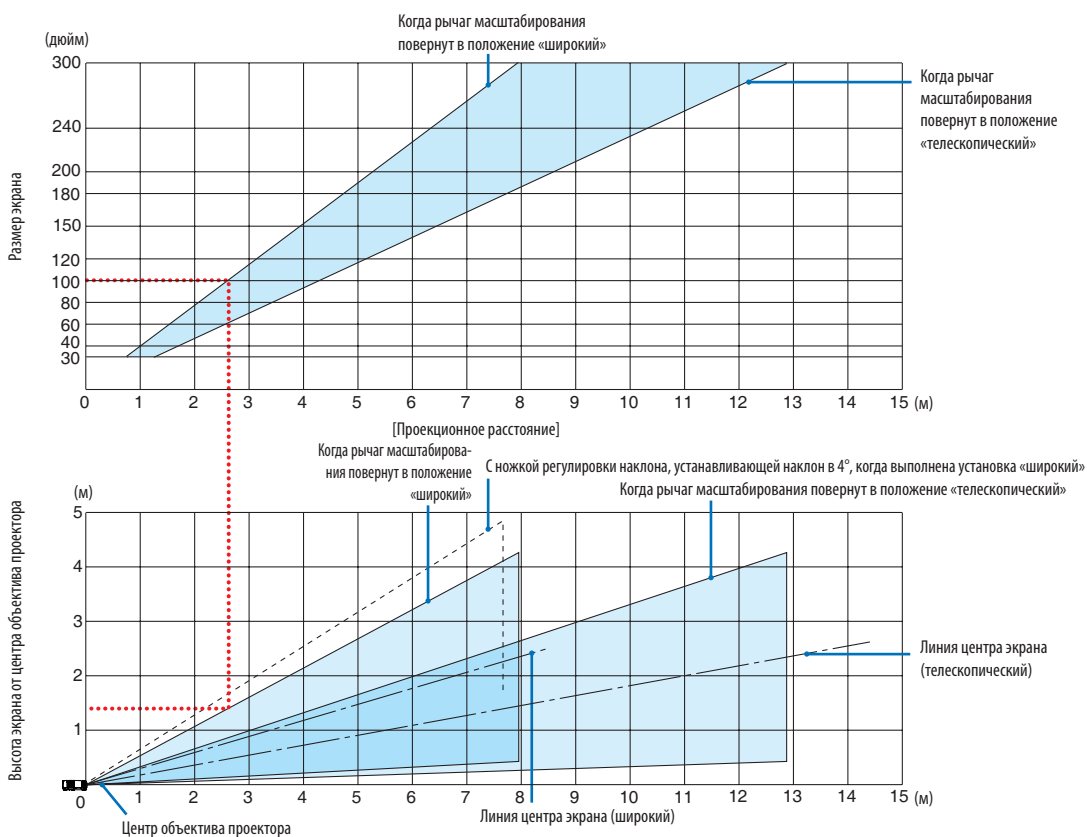 Когда рычаг масштабирования
повернут в положение «широкий»
(дюйм)
Когда рычаг
масштабирования
повернут в положение
«телескопический»
Размер экрана
300
240
200
180
150
120
100
80
60
40
30
0 1 2 3 4 5 6 7 8 9 10 11 12 13 14 15 (м)
[Проекционное расстояние]
Когда рычаг масштабирова-
ния повернут в положение
«широкий»
С ножкой регулировки наклона, устанавливающей наклон в 4°, когда выполнена установка «широкий»
Когда рычаг масштабирования повернут в положение «телескопический»
(м)
Высота экрана от центра объектива проектора
5
4
3
2
1
Линия центра экрана
(телескопический)
0 1 2 3 4 5 6 7 8 9 10 11 12 13 14 15 (м)
Линия центра экрана (широкий)
Центр объектива проектора